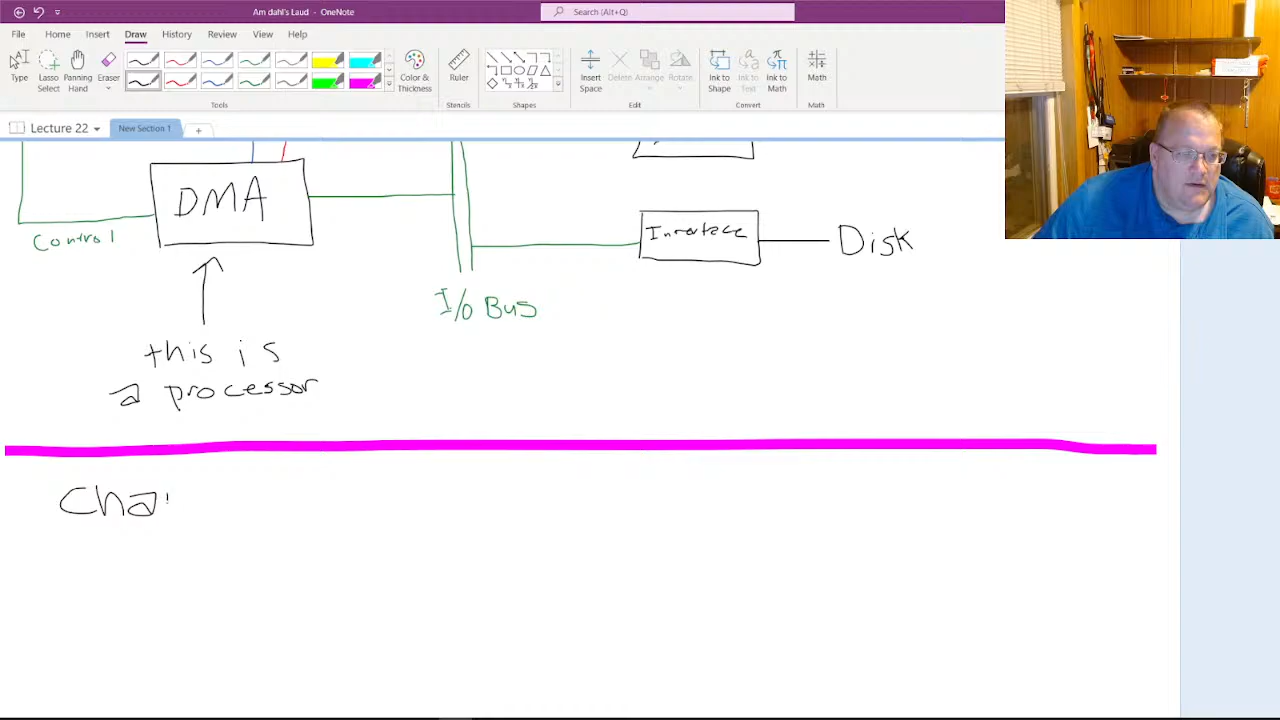 Am dahl's Laud - OneNote
Search (Alt+Q)
File Home Insert Draw History Review View Help
Type
Lasso Select
Panning Hand
Eraser
Color
Thickness
Ruler
Shapes
Insert Space
Delete
Arrange
Rotate
Ink to Shape
Ink to Text
Ink to Math
Math
Tools
Stencils
Shapes
Edit
Convert
Math
Lecture 22
New Section 1
+
DMA
Control
Interface
Disk
I/O Bus
this is
a processor
Cha